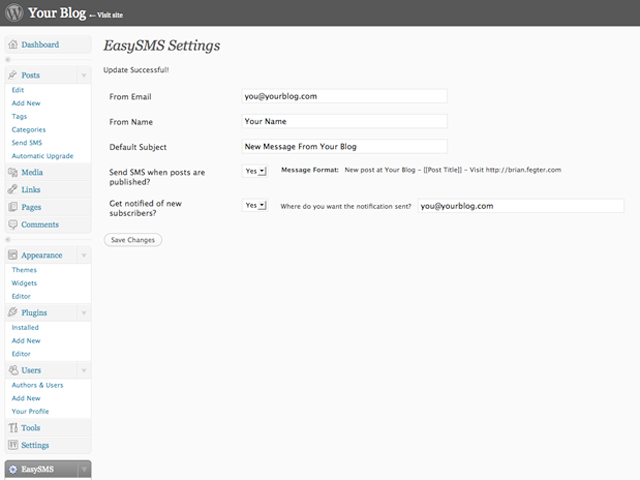 Your Blog ← Visit site
Dashboard
Posts
Edit
Add New
Tags
Categories
Send SMS
Automatic Upgrade
Media
Links
Pages
Comments
Appearance
Themes
Widgets
Editor
Plugins
Installed
Add New
Editor
Users
Authors & Users
Add New
Your Profile
Tools
Settings
EasySMS
EasySMS Settings
Update Successful!
From Email you@yourblog.com
From Name Your Name
Default Subject New Message From Your Blog
Send SMS when posts are
published?
Yes Message Format: New post at Your Blog - [[Post Title]] - Visit http://brian.fegter.com
Get notified of new
subscribers?
Yes Where do you want the notification sent? you@yourblog.com
Save Changes